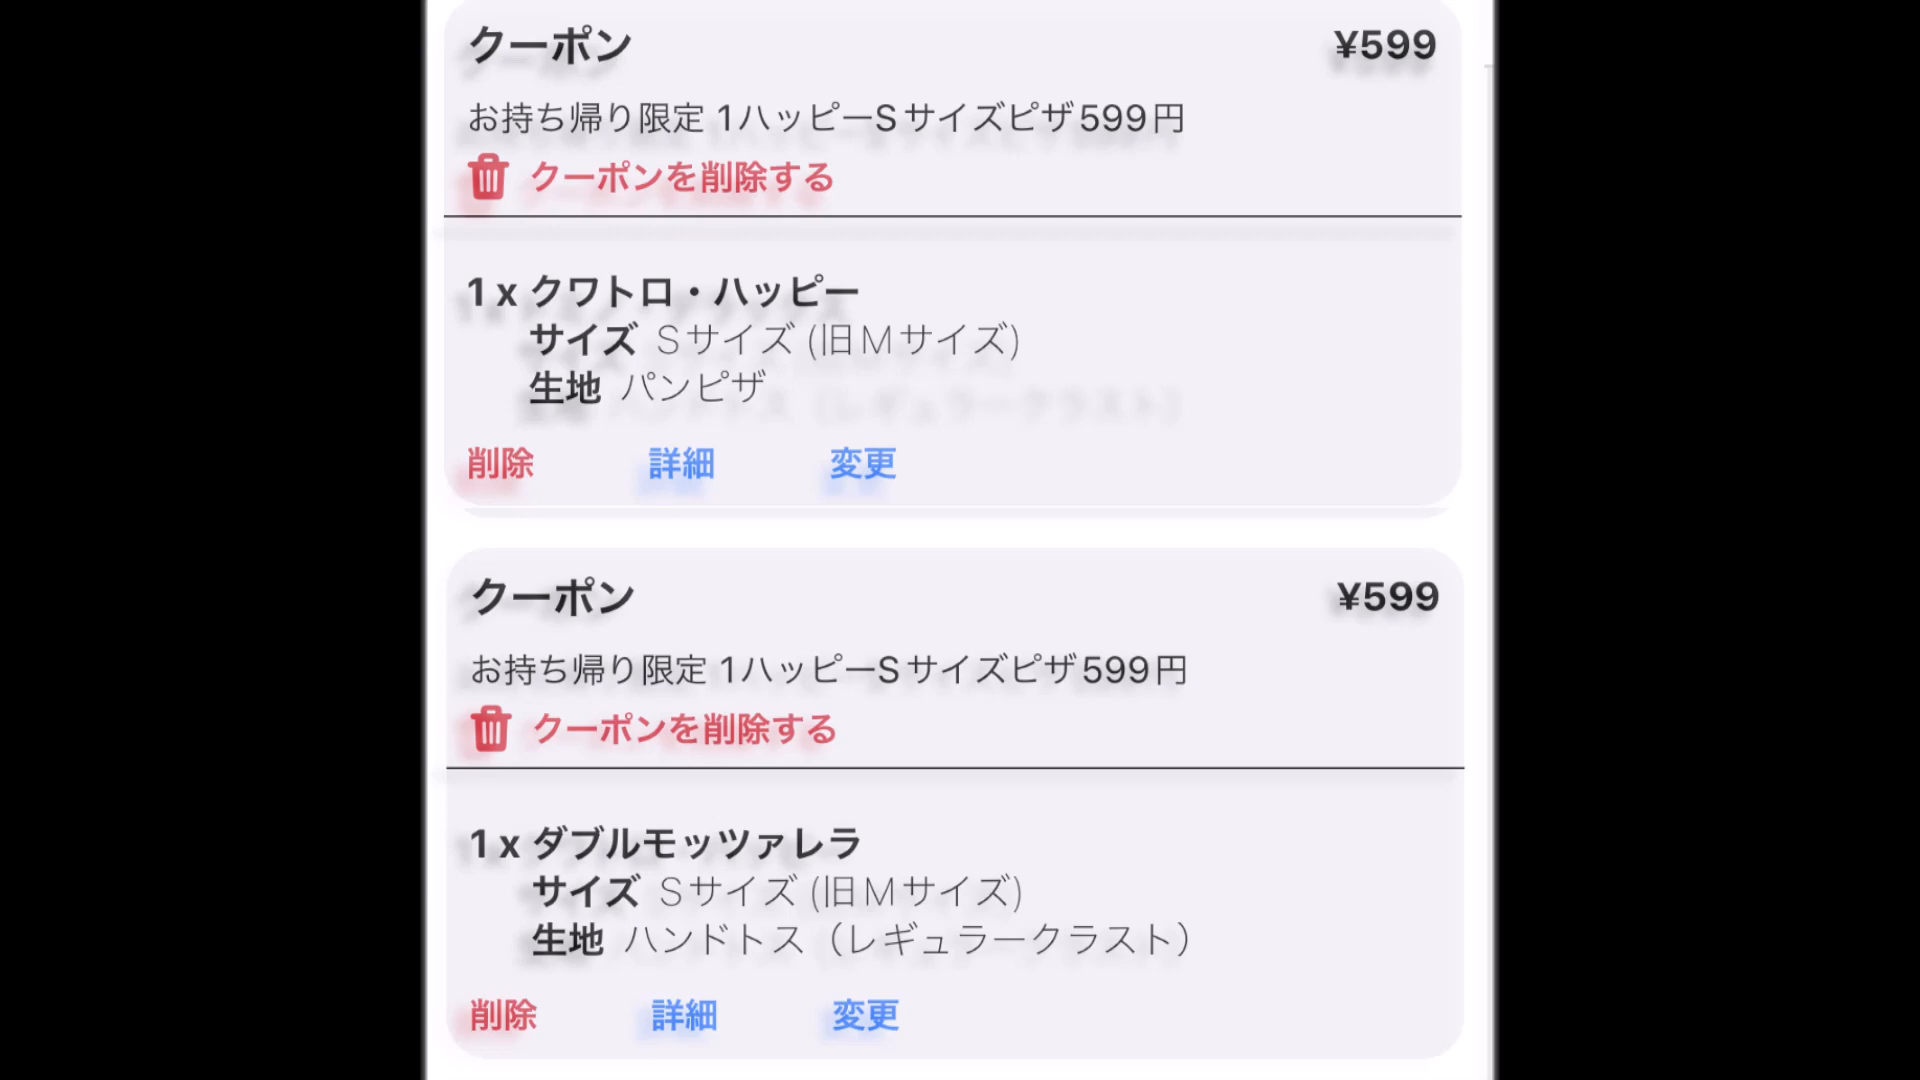 クーポン ¥599
お持ち帰り限定 1ハッピーSサイズピザ599円
クーポンを削除する
1 x クワトロ・ハッピー
サイズ Sサイズ (旧Mサイズ)
生地 パンピザ
削除 詳細 変更
クーポン ¥599
お持ち帰り限定 1ハッピーSサイズピザ599円
クーポンを削除する
1 x ダブルモッツァレラ
サイズ Sサイズ (旧Mサイズ)
生地 ハンドトス（レギュラークラスト）
削除 詳細 変更